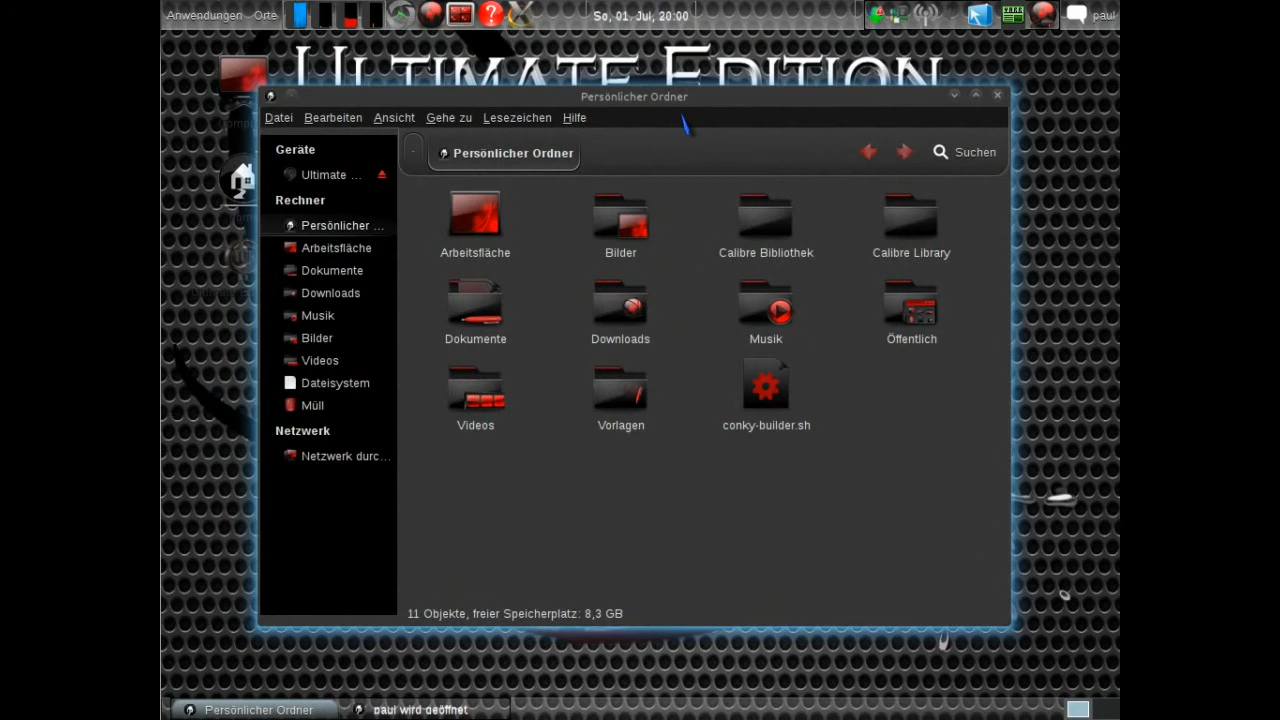 Anwendungen Orte
So, 01. Jul, 20:00
paul
ULTIMATE EDITION
Persönlicher Ordner
Datei Bearbeiten Ansicht Gehe zu Lesezeichen Hilfe
Persönlicher Ordner
Suchen
Geräte
Ultimate ...
Rechner
Persönlicher ...
Arbeitsfläche
Dokumente
Downloads
Musik
Bilder
Videos
Dateisystem
Müll
Netzwerk
Netzwerk durc...
Arbeitsfläche Bilder Calibre Bibliothek Calibre Library
Dokumente Downloads Musik Öffentlich
Videos Vorlagen conky-builder.sh
11 Objekte, freier Speicherplatz: 8,3 GB
Persönlicher Ordner
paul wird geöffnet